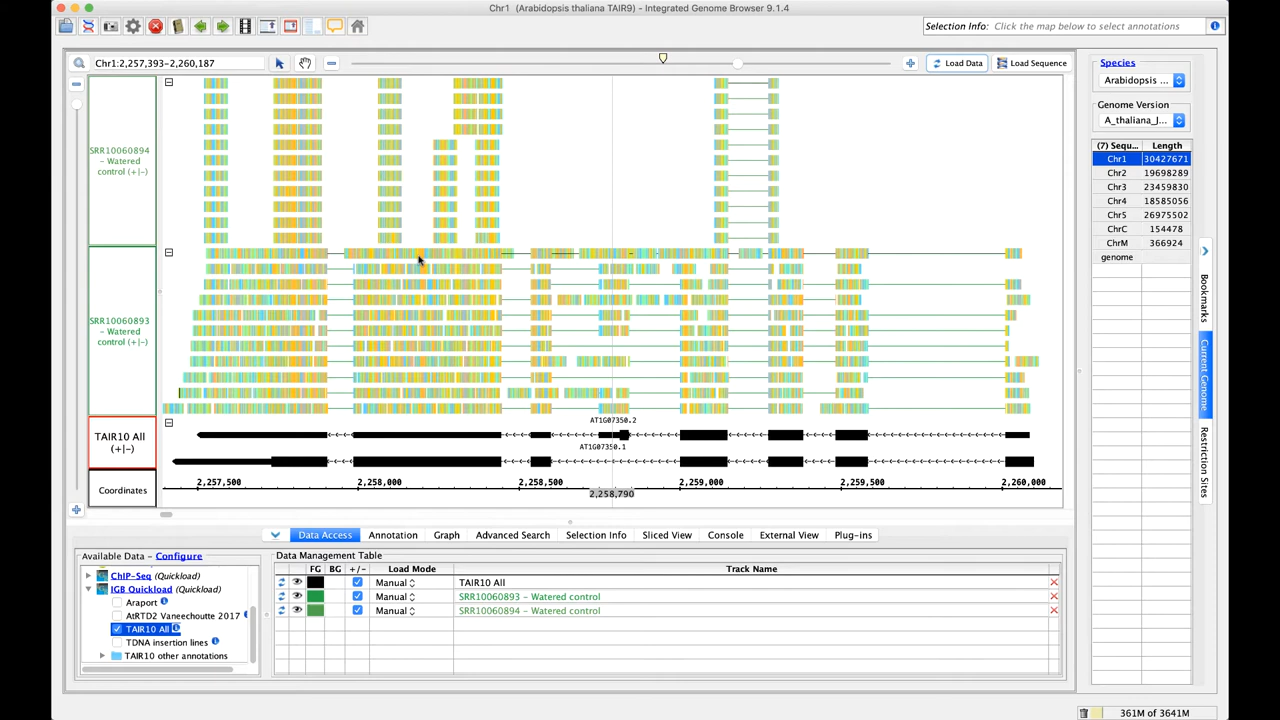 Chr1 (Arabidopsis thaliana TAIR9) - Integrated Genome Browser 9.1.4
Selection Info: Click the map below to select annotations
Chr1:2,257,393-2,260,187
Load Data
Load Sequence
SRR10060894
- Watered
control (+|-)
SRR10060893
- Watered
control (+|-)
TAIR10 All
(+|-)
AT1G07350.2
AT1G07350.1
Coordinates
2,257,500
2,258,000
2,258,500
2,259,000
2,259,500
2,260,000
2,258,790
Species
Arabidopsis ...
Genome Version
A_thaliana_J...
(7) Sequ... Length
Chr1 30427671
Chr2 19698289
Chr3 23459830
Chr4 18585056
Chr5 26975502
ChrC 154478
ChrM 366924
genome
Bookmarks
Current Genome
Restriction Sites
Data Access
Annotation
Graph
Advanced Search
Selection Info
Sliced View
Console
External View
Plug-ins
Available Data - Configure
ChIP-Seq (Quickload)
IGB Quickload (Quickload)
Araport
AtRTD2 Vaneechoutte 2017
TAIR10 All
TDNA insertion lines
TAIR10 other annotations
Data Management Table
FG BG +/- Load Mode Track Name
Manual TAIR10 All
Manual SRR10060893 - Watered control
Manual SRR10060894 - Watered control
361M of 3641M